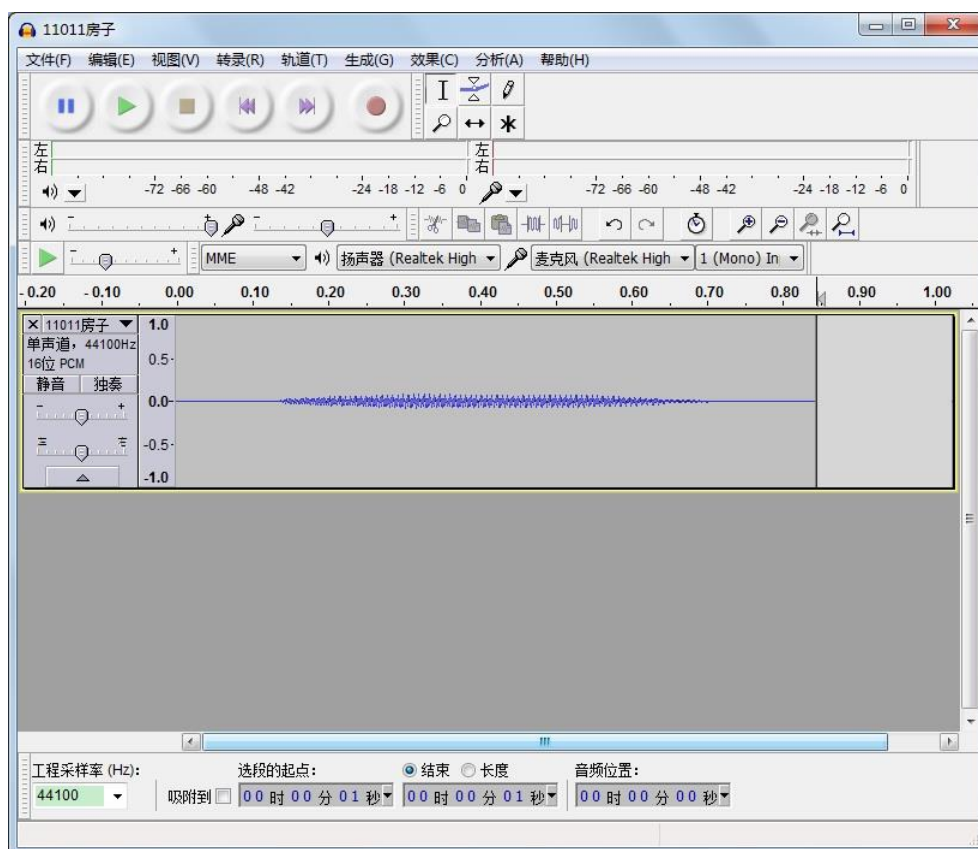 11011房子
文件(F) 编辑(E) 视图(V) 转录(R) 轨道(T) 生成(G) 效果(C) 分析(A) 帮助(H)
左 左
右 右
-72 -66 -60 -48 -42 -24 -18 -12 -6 0 -72 -66 -60 -48 -42 -24 -18 -12 -6 0
MME 扬声器 (Realtek High 麦克风 (Realtek High 1 (Mono) In
-0.20 -0.10 0.00 0.10 0.20 0.30 0.40 0.50 0.60 0.70 0.80 0.90 1.00
11011房子 1.0
单声道，44100Hz
16位 PCM 0.5
静音 独奏
0.0
左 右 -0.5
-1.0
工程采样率 (Hz): 选段的起点: 结束 长度 音频位置:
44100 吸附到 00 时 00 分 01 秒 00 时 00 分 01 秒 00 时 00 分 00 秒